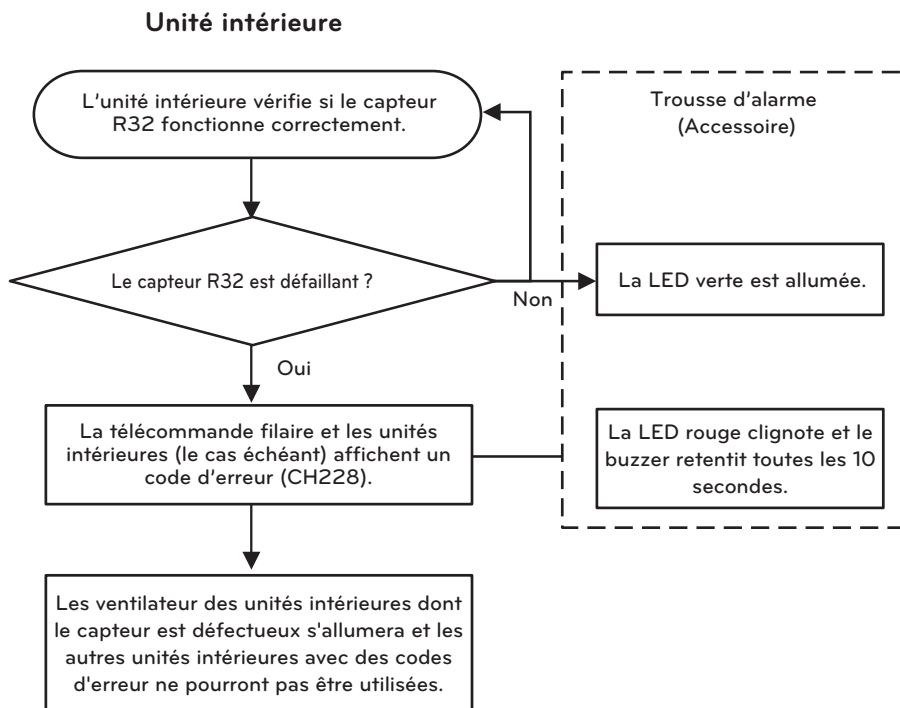 Unité intérieure
L'unité intérieure vérifie si le capteur
R32 fonctionne correctement.
Trousse d'alarme
(Accessoire)
Le capteur R32 est défaillant ?
Non
La LED verte est allumée.
Oui
La télécommande filaire et les unités
intérieures (le cas échéant) affichent un
code d'erreur (CH228).
La LED rouge clignote et le
buzzer retentit toutes les 10
secondes.
Les ventilateur des unités intérieures dont
le capteur est défectueux s'allumera et les
autres unités intérieures avec des codes
d'erreur ne pourront pas être utilisées.